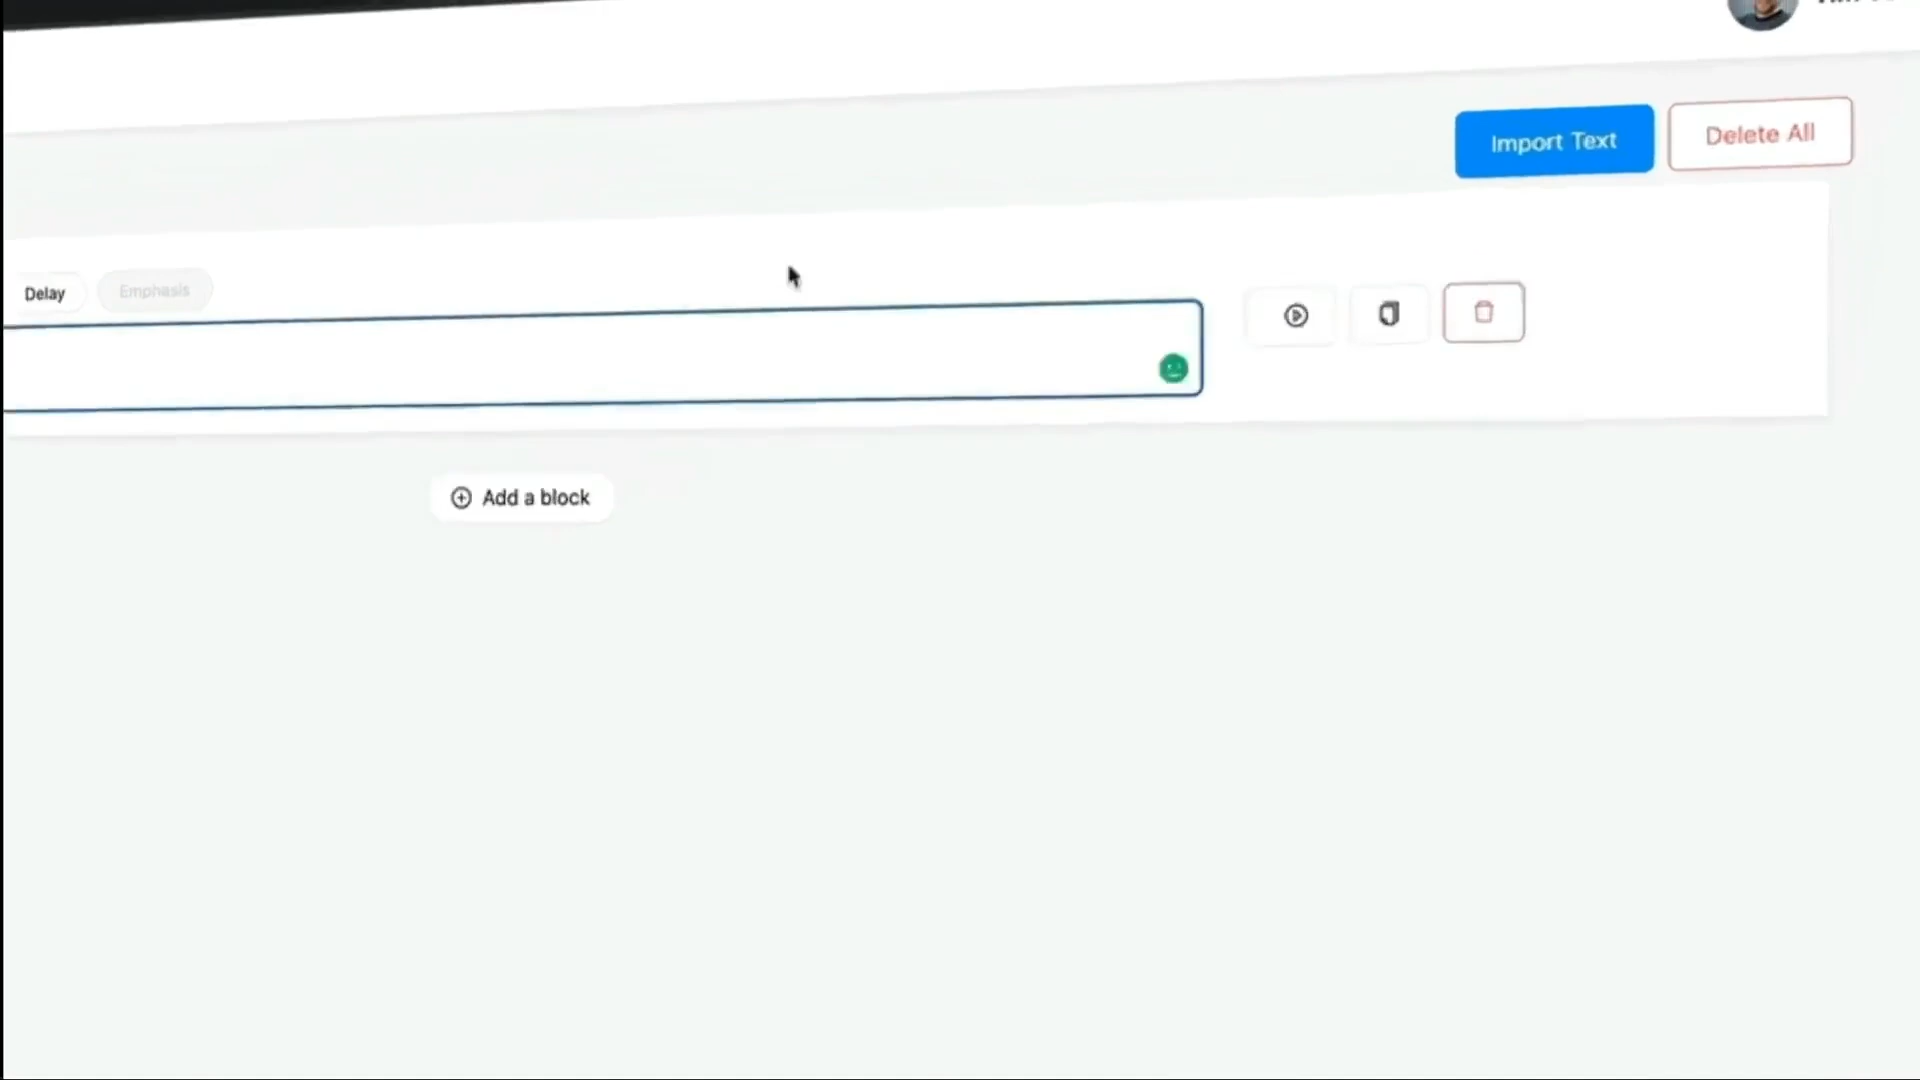 Import Text
Delete All
Delay
Emphasis
Add a block